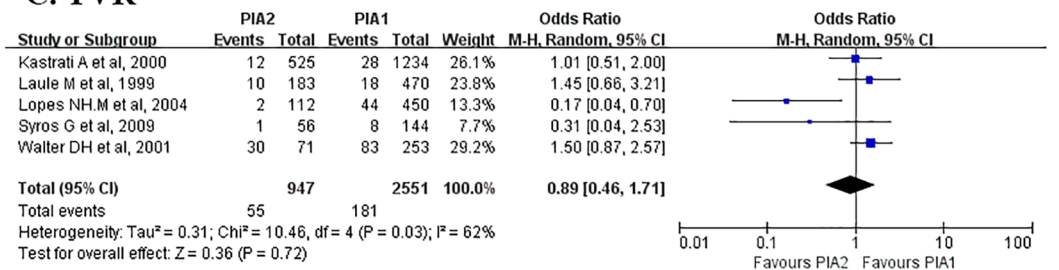 C. TVR
PIA2 PIA1 Odds Ratio Odds Ratio
Study or Subgroup Events Total Events Total Weight M-H, Random, 95% CI M-H, Random, 95% CI
Kastrati A et al, 2000 12 525 28 1234 26.1% 1.01 [0.51, 2.00]
Laule M et al, 1999 10 183 18 470 23.8% 1.45 [0.66, 3.21]
Lopes NH.M et al, 2004 2 112 44 450 13.3% 0.17 [0.04, 0.70]
Syros G et al, 2009 1 56 8 144 7.7% 0.31 [0.04, 2.53]
Walter DH et al, 2001 30 71 83 253 29.2% 1.50 [0.87, 2.57]
Total (95% CI) 947 2551 100.0% 0.89 [0.46, 1.71]
Total events 55 181
Heterogeneity: Tau² = 0.31; Chi² = 10.46, df = 4 (P = 0.03); I² = 62%
Test for overall effect: Z = 0.36 (P = 0.72)
0.01 0.1 1 10 100
Favours PIA2 Favours PIA1